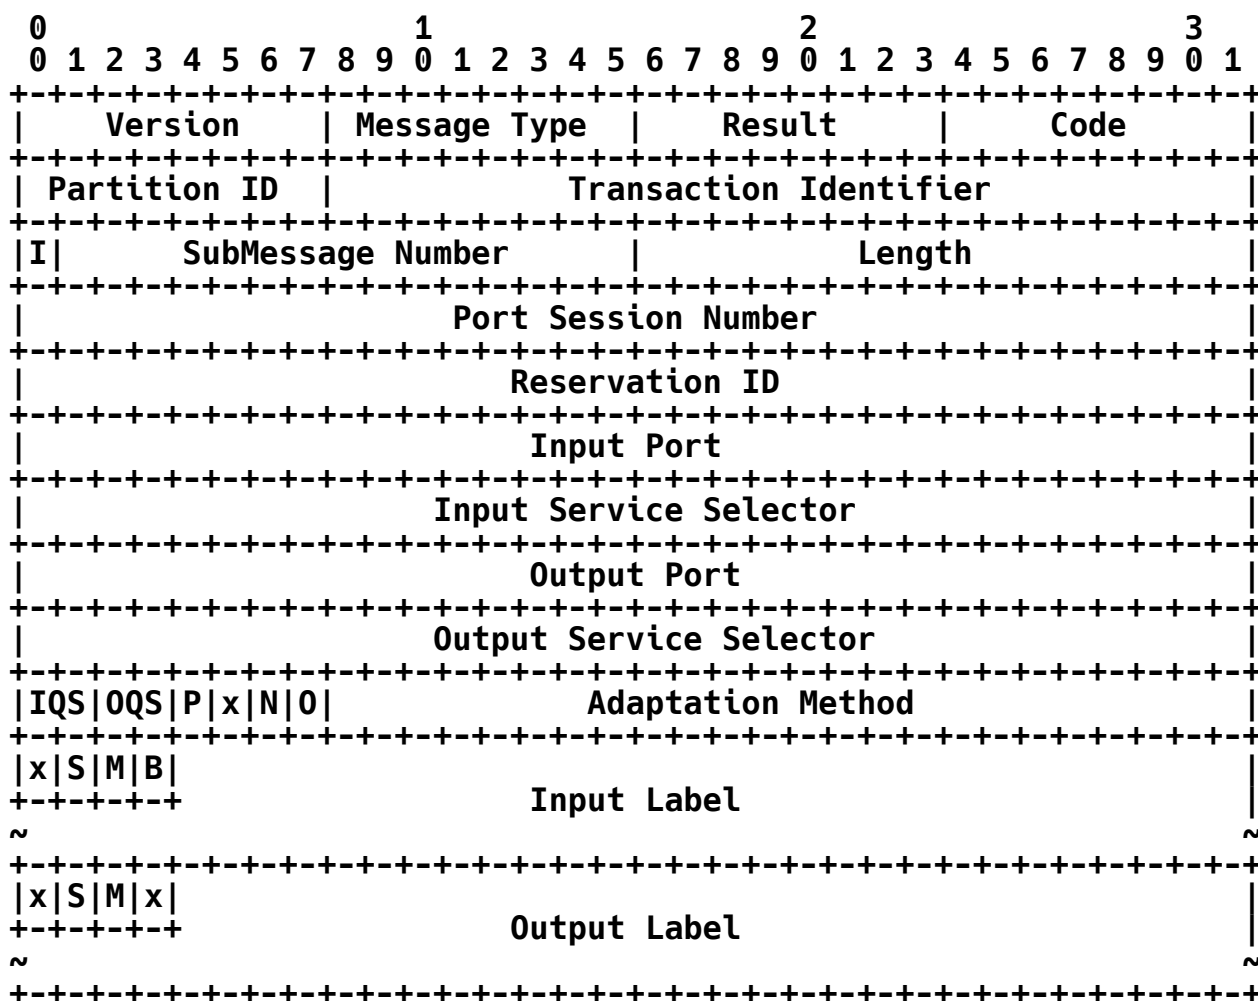 0                   1                   2                   3
 0 1 2 3 4 5 6 7 8 9 0 1 2 3 4 5 6 7 8 9 0 1 2 3 4 5 6 7 8 9 0 1
+-+-+-+-+-+-+-+-+-+-+-+-+-+-+-+-+-+-+-+-+-+-+-+-+-+-+-+-+-+-+-+-+
|    Version    | Message Type  |    Result     |     Code      |
+-+-+-+-+-+-+-+-+-+-+-+-+-+-+-+-+-+-+-+-+-+-+-+-+-+-+-+-+-+-+-+-+
| Partition ID  |            Transaction Identifier             |
+-+-+-+-+-+-+-+-+-+-+-+-+-+-+-+-+-+-+-+-+-+-+-+-+-+-+-+-+-+-+-+-+
|I|      SubMessage Number      |           Length              |
+-+-+-+-+-+-+-+-+-+-+-+-+-+-+-+-+-+-+-+-+-+-+-+-+-+-+-+-+-+-+-+-+
|                      Port Session Number                      |
+-+-+-+-+-+-+-+-+-+-+-+-+-+-+-+-+-+-+-+-+-+-+-+-+-+-+-+-+-+-+-+-+
|                         Reservation ID                        |
+-+-+-+-+-+-+-+-+-+-+-+-+-+-+-+-+-+-+-+-+-+-+-+-+-+-+-+-+-+-+-+-+
|                          Input Port                           |
+-+-+-+-+-+-+-+-+-+-+-+-+-+-+-+-+-+-+-+-+-+-+-+-+-+-+-+-+-+-+-+-+
|                     Input Service Selector                    |
+-+-+-+-+-+-+-+-+-+-+-+-+-+-+-+-+-+-+-+-+-+-+-+-+-+-+-+-+-+-+-+-+
|                          Output Port                          |
+-+-+-+-+-+-+-+-+-+-+-+-+-+-+-+-+-+-+-+-+-+-+-+-+-+-+-+-+-+-+-+-+
|                     Output Service Selector                   |
+-+-+-+-+-+-+-+-+-+-+-+-+-+-+-+-+-+-+-+-+-+-+-+-+-+-+-+-+-+-+-+-+
|IQS|OQS|P|x|N|O|             Adaptation Method                 |
+-+-+-+-+-+-+-+-+-+-+-+-+-+-+-+-+-+-+-+-+-+-+-+-+-+-+-+-+-+-+-+-+
|x|S|M|B|                                                       |
+-+-+-+-+                  Input Label                          |
~                                                               ~
+-+-+-+-+-+-+-+-+-+-+-+-+-+-+-+-+-+-+-+-+-+-+-+-+-+-+-+-+-+-+-+-+
|x|S|M|x|                                                       |
+-+-+-+-+                 Output Label                          |
~                                                               ~
+-+-+-+-+-+-+-+-+-+-+-+-+-+-+-+-+-+-+-+-+-+-+-+-+-+-+-+-+-+-+-+-+